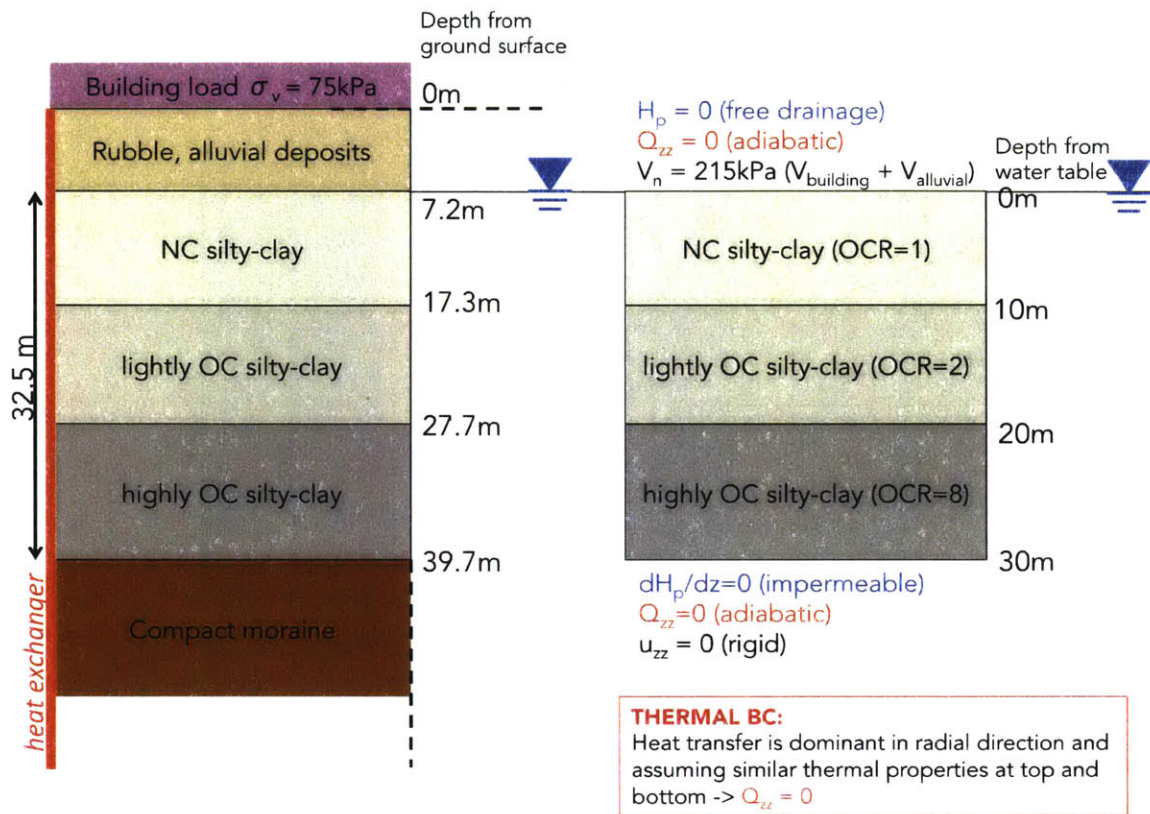 Depth from
ground surface
Building load σv = 75kPa
0m
Rubble, alluvial deposits
7.2m
NC silty-clay
17.3m
lightly OC silty-clay
27.7m
highly OC silty-clay
39.7m
Compact moraine
32.5 m
heat exchanger
Hp = 0 (free drainage)
Qzz = 0 (adiabatic)
Vn = 215kPa (Vbuilding + Valluvial)
Depth from
water table
0m
NC silty-clay (OCR=1)
10m
lightly OC silty-clay (OCR=2)
20m
highly OC silty-clay (OCR=8)
30m
dHp/dz=0 (impermeable)
Qzz=0 (adiabatic)
uzz = 0 (rigid)
THERMAL BC:
Heat transfer is dominant in radial direction and
assuming similar thermal properties at top and
bottom -> Qzz = 0